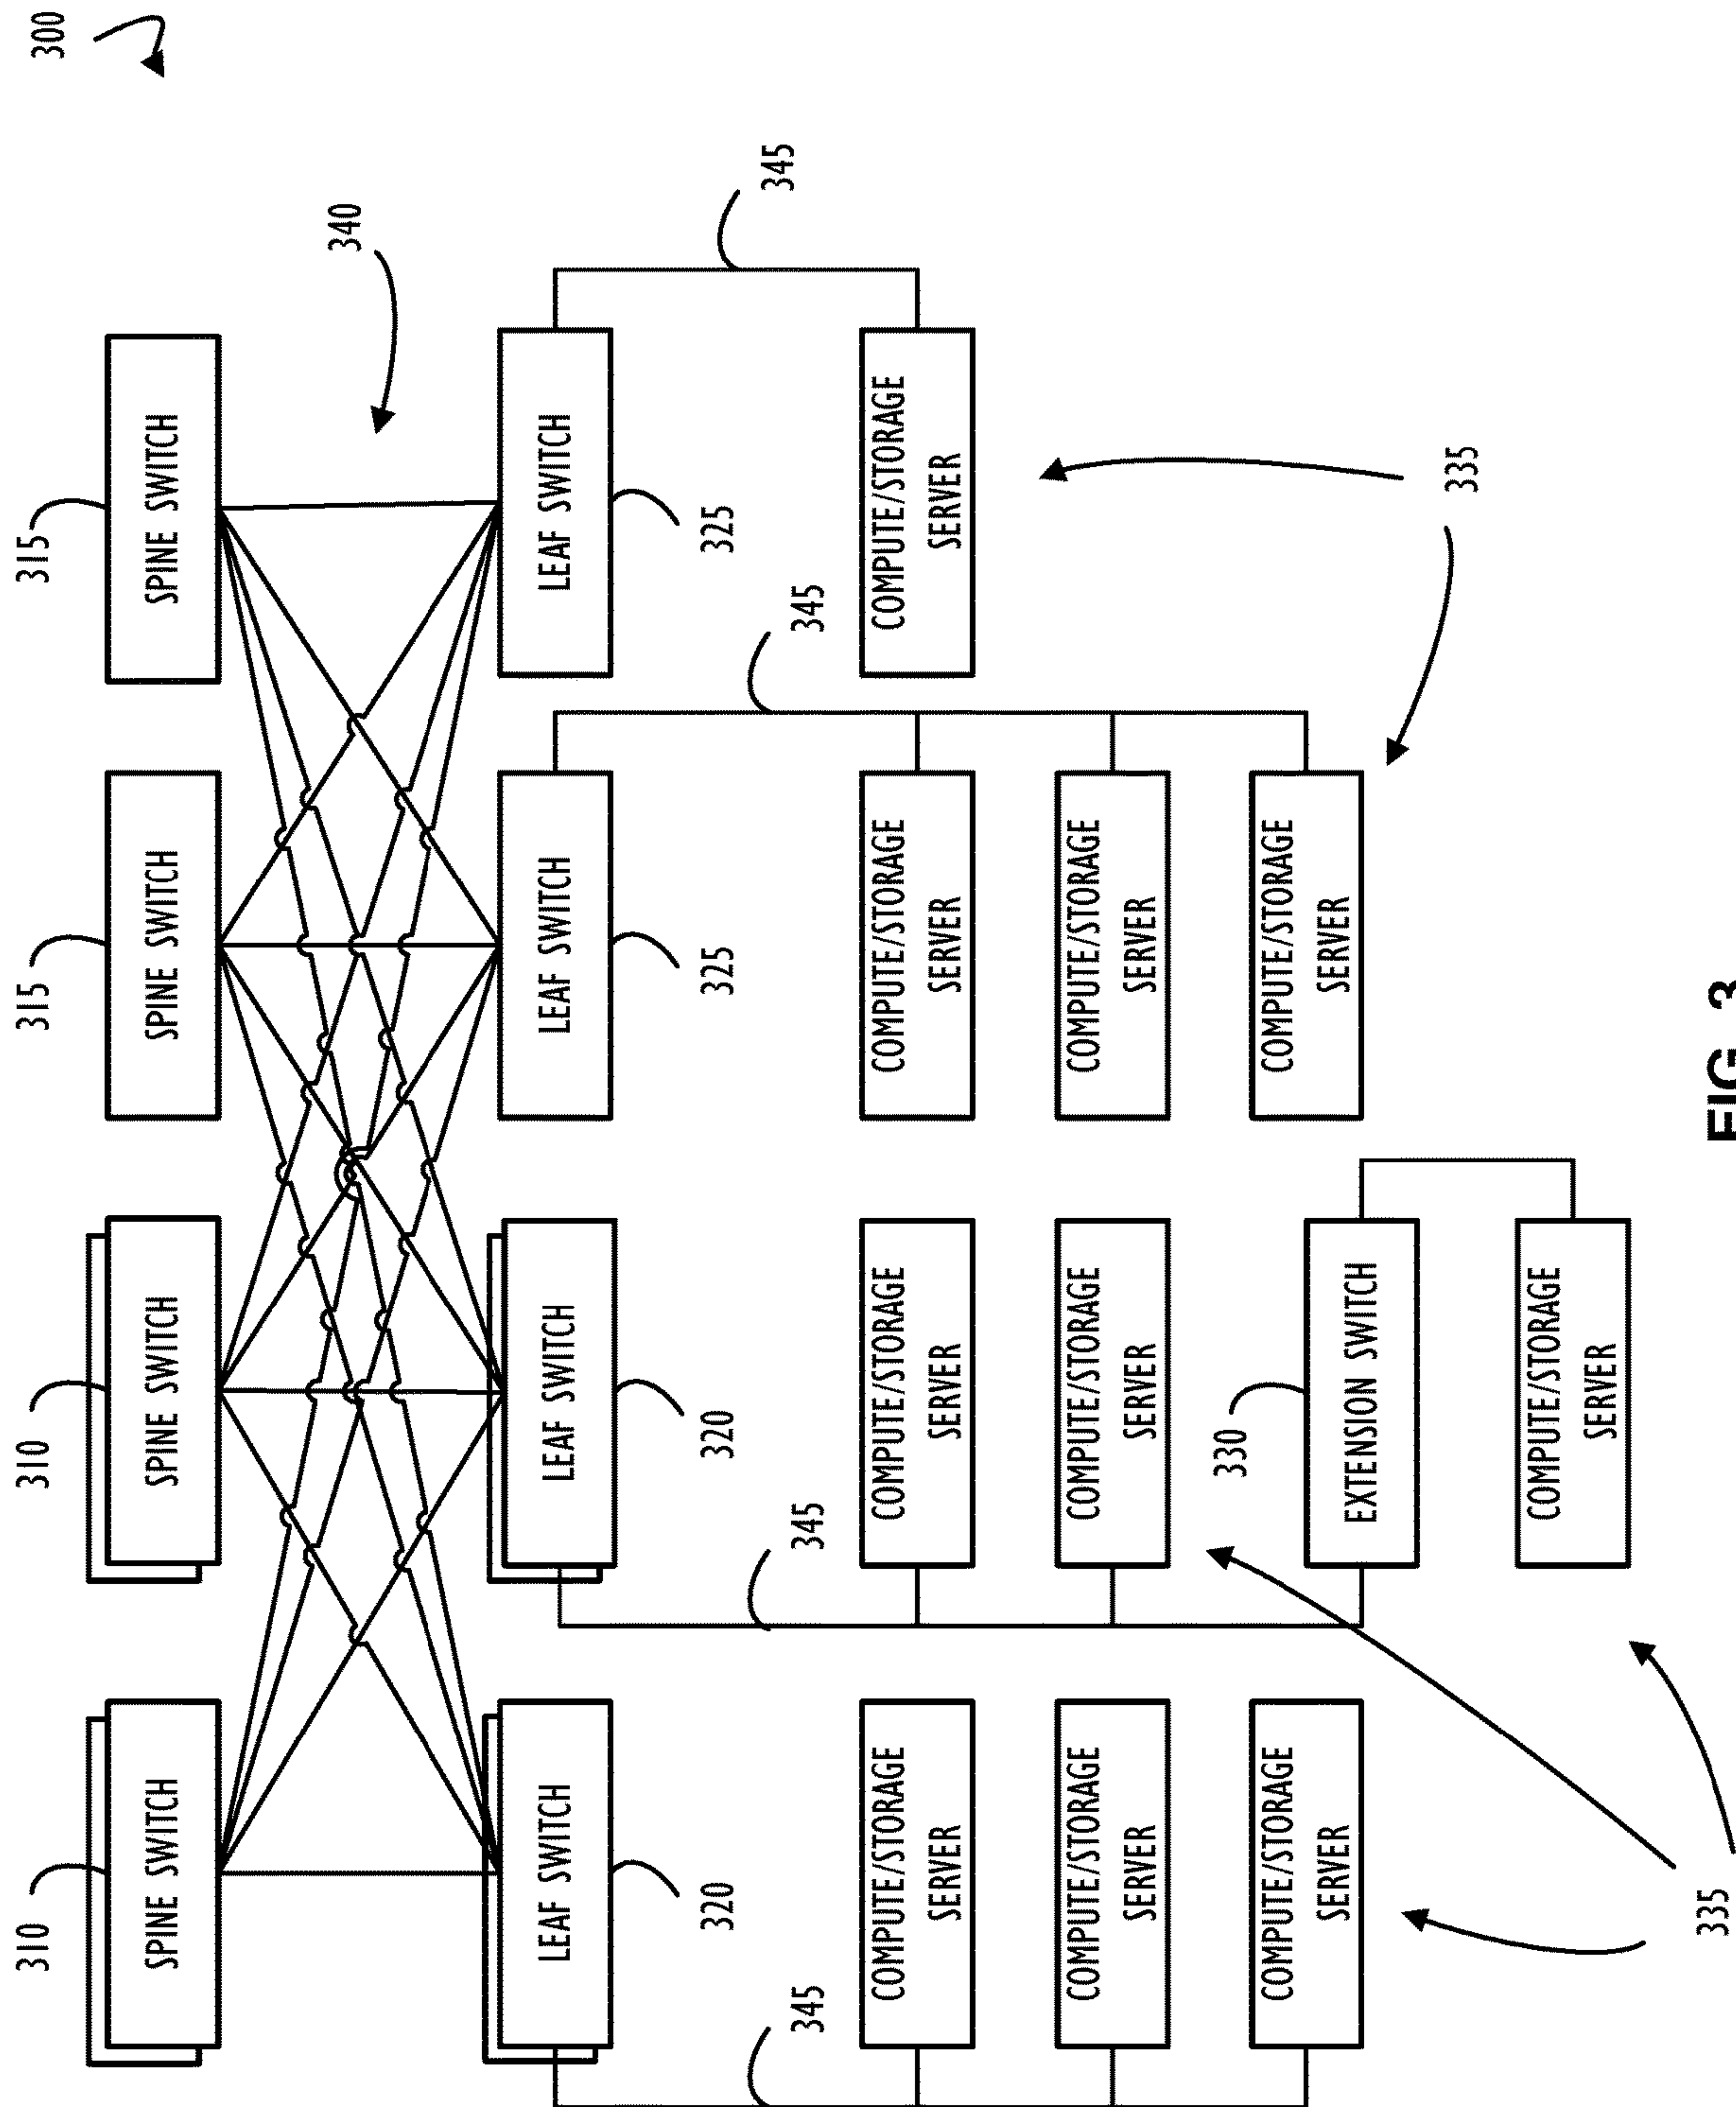 300
310
310
315
315
SPINE SWITCH
SPINE SWITCH
SPINE SWITCH
SPINE SWITCH
340
LEAF SWITCH
LEAF SWITCH
LEAF SWITCH
LEAF SWITCH
320
320
325
325
345
345
345
345
COMPUTE/STORAGE
SERVER
COMPUTE/STORAGE
SERVER
COMPUTE/STORAGE
SERVER
COMPUTE/STORAGE
SERVER
COMPUTE/STORAGE
SERVER
COMPUTE/STORAGE
SERVER
COMPUTE/STORAGE
SERVER
330
COMPUTE/STORAGE
SERVER
EXTENSION SWITCH
COMPUTE/STORAGE
SERVER
335
COMPUTE/STORAGE
SERVER
335
FIG. 3